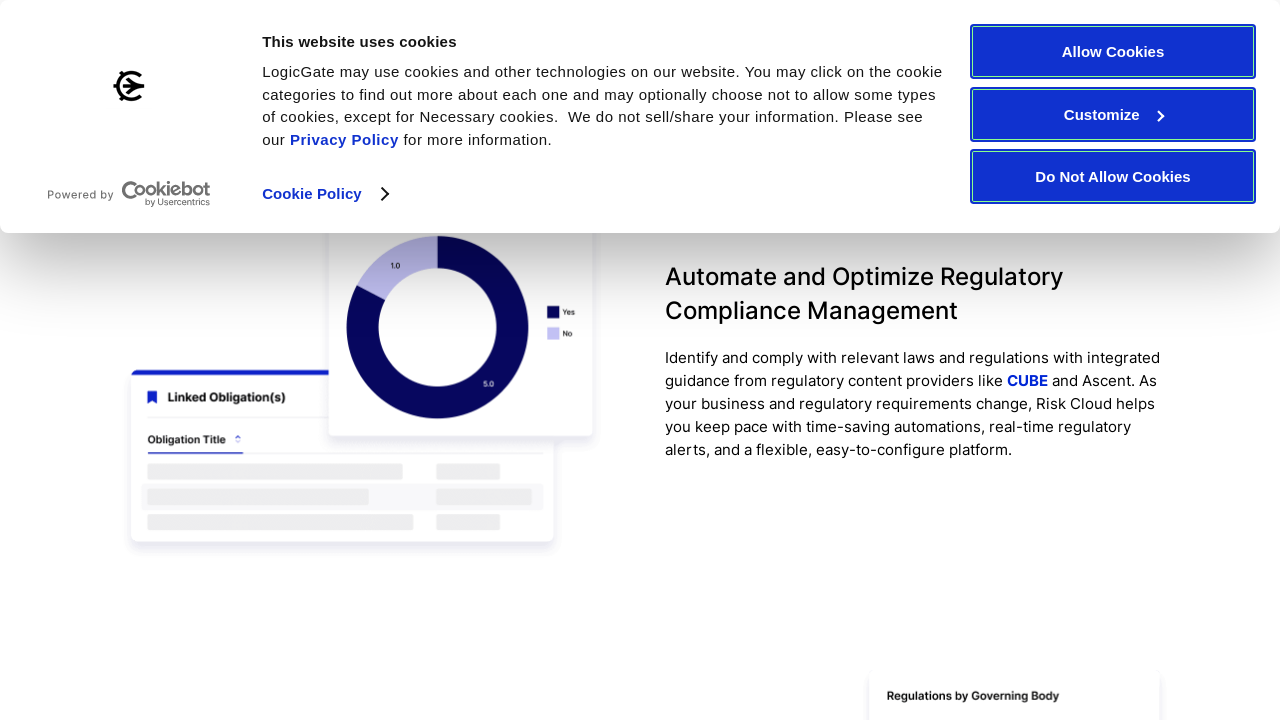 This website uses cookies
LogicGate may use cookies and other technologies on our website. You may click on the cookie
categories to find out more about each one and may optionally choose not to allow some types
of cookies, except for Necessary cookies.  We do not sell/share your information. Please see
our Privacy Policy for more information.
Cookie Policy
Powered by Cookiebot
by Usercentrics
Allow Cookies
Customize
Do Not Allow Cookies
1.0
5.0
Yes
No
Linked Obligation(s)
Obligation Title
Automate and Optimize Regulatory
Compliance Management
Identify and comply with relevant laws and regulations with integrated
guidance from regulatory content providers like CUBE and Ascent. As
your business and regulatory requirements change, Risk Cloud helps
you keep pace with time-saving automations, real-time regulatory
alerts, and a flexible, easy-to-configure platform.
Regulations by Governing Body